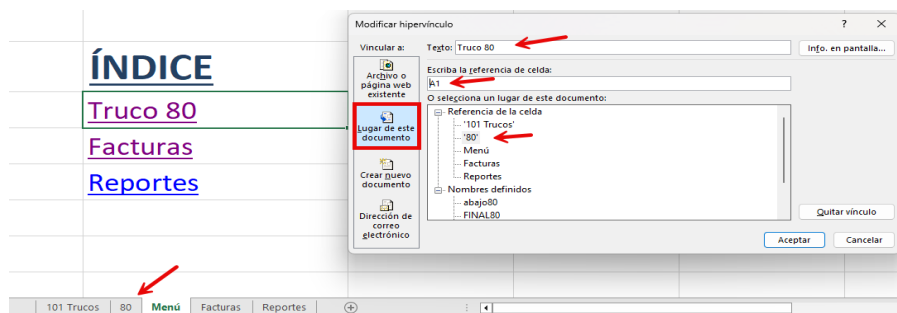 ÍNDICE
Truco 80
Facturas
Reportes
Modificar hipervínculo
? ×
Vincular a:
Texto: Truco 80
Info. en pantalla...
Archivo o
página web
existente
Lugar de este
documento
Crear nuevo
documento
Dirección de
correo
electrónico
Escriba la referencia de celda:
A1
O selecciona un lugar de este documento:
Referencia de la celda
'101 Trucos'
'80'
Menú
Facturas
Reportes
Nombres definidos
abajo80
FINAL80
Quitar vínculo
Aceptar
Cancelar
101 Trucos 80 Menú Facturas Reportes